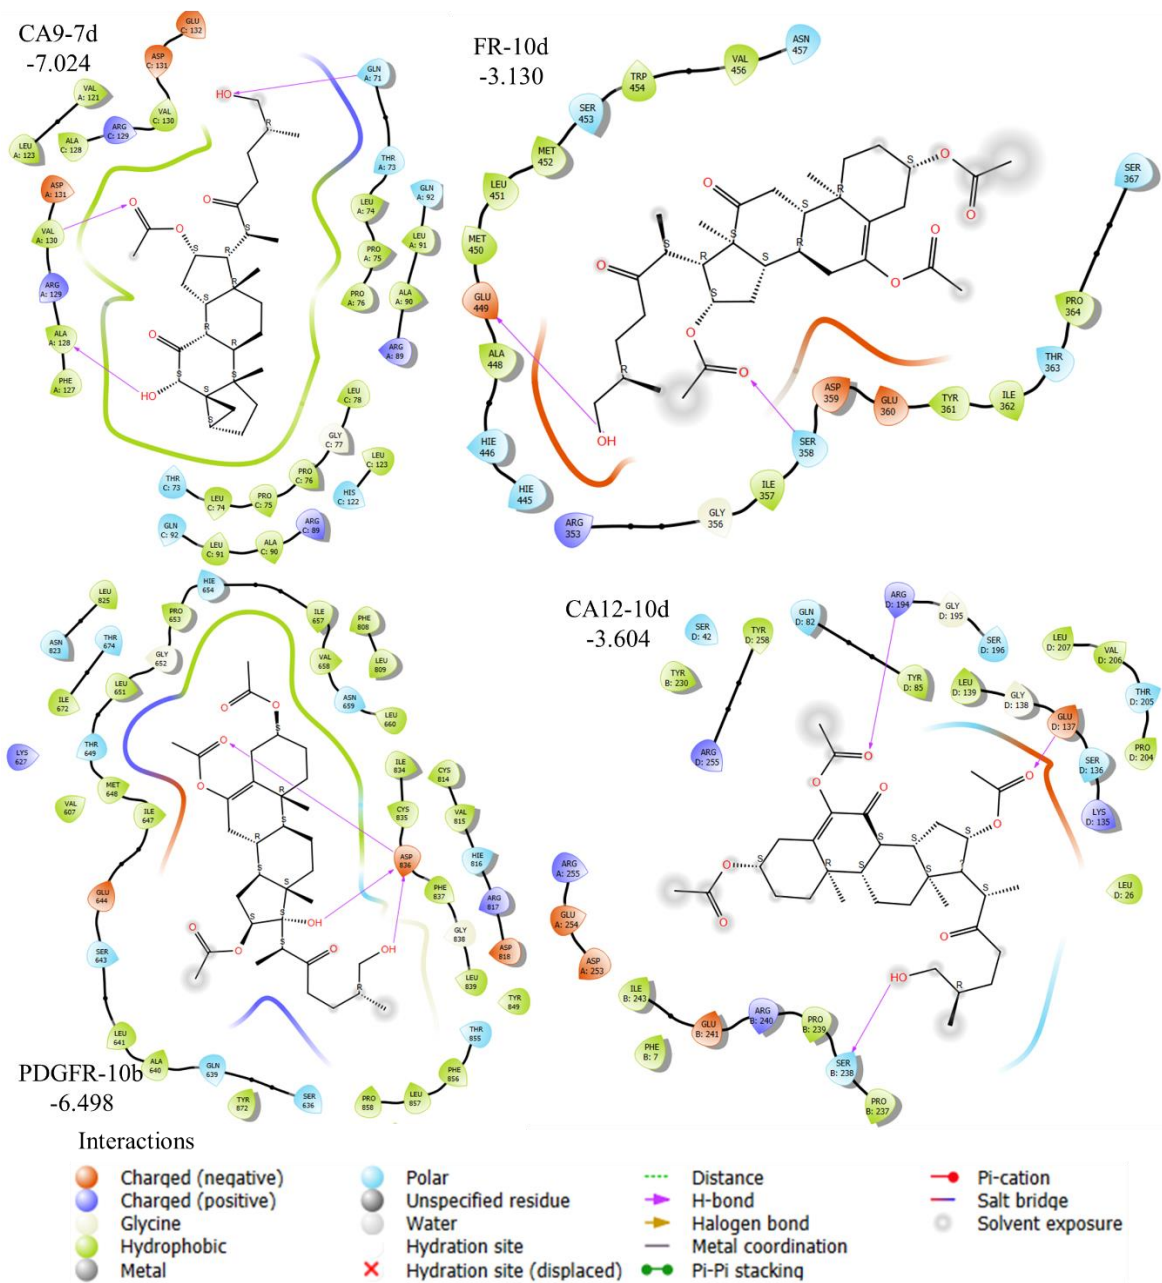 CA9-7d
-7.024
GLU
C: 132
ASP
C: 131
VAL
C: 130
ARG
C: 129
ALA
C: 128
VAL
A: 121
LEU
A: 123
ASP
A: 131
VAL
A: 130
ARG
A: 129
ALA
A: 128
PHE
A: 127
GLN
A: 71
THR
A: 73
LEU
A: 74
PRO
A: 75
PRO
A: 76
GLN
A: 92
LEU
A: 91
ALA
A: 90
ARG
A: 89
LEU
C: 78
GLY
C: 77
PRO
C: 76
PRO
C: 75
LEU
C: 74
THR
C: 73
LEU
C: 123
HIS
C: 122
GLN
C: 92
LEU
C: 91
ALA
C: 90
ARG
C: 89
HO
R
O
O
O
S
R
S
R
S
R
R
O
S
S
S
HO
S
FR-10d
-3.130
ASN
457
VAL
456
TRP
454
SER
453
MET
452
LEU
451
MET
450
GLU
449
ALA
448
HIE
446
HIE
445
ARG
353
GLY
356
ILE
357
SER
358
ASP
359
GLU
360
TYR
361
ILE
362
THR
363
PRO
364
SER
367
S
O
O
R
O
S
S
R
O
O
O
S
R
S
S
O
O
O
R
OH
PDGFR-10b
-6.498
LEU
825
ASN
823
THR
674
ILE
672
HIE
654
PRO
653
GLY
652
LEU
651
THR
649
MET
648
ILE
647
LYS
627
VAL
607
GLU
644
SER
643
LEU
641
ALA
640
GLN
639
SER
636
TYR
872
ILE
657
VAL
658
ASN
659
LEU
660
PHE
808
LEU
809
ILE
834
CYS
835
ASP
836
PHE
837
GLY
838
LEU
839
CYS
814
VAL
815
HIE
816
ARG
817
ASP
818
TYR
849
THR
855
PHE
856
LEU
857
PRO
858
O
O
S
O
O
R
S
R
S
S
S
S
OH
S
O
O
O
OH
R
CA12-10d
-3.604
SER
D: 42
TYR
D: 258
TYR
B: 230
ARG
D: 255
GLN
D: 82
TYR
D: 85
ARG
D: 194
GLY
D: 195
SER
D: 196
LEU
D: 207
VAL
D: 206
THR
D: 205
PRO
D: 204
LEU
D: 139
GLY
D: 138
GLU
D: 137
SER
D: 136
LYS
D: 135
LEU
D: 26
ARG
A: 255
GLU
A: 254
ASP
A: 253
ILE
B: 243
GLU
B: 241
ARG
B: 240
PRO
B: 239
SER
B: 238
PRO
B: 237
PHE
B: 7
O
O
O
O
O
S
O
O
R
S
S
S
S
S
?
S
O
HO
R
Interactions
Charged (negative)
Charged (positive)
Glycine
Hydrophobic
Metal
Polar
Unspecified residue
Water
Hydration site
Hydration site (displaced)
Distance
H-bond
Halogen bond
Metal coordination
Pi-Pi stacking
Pi-cation
Salt bridge
Solvent exposure